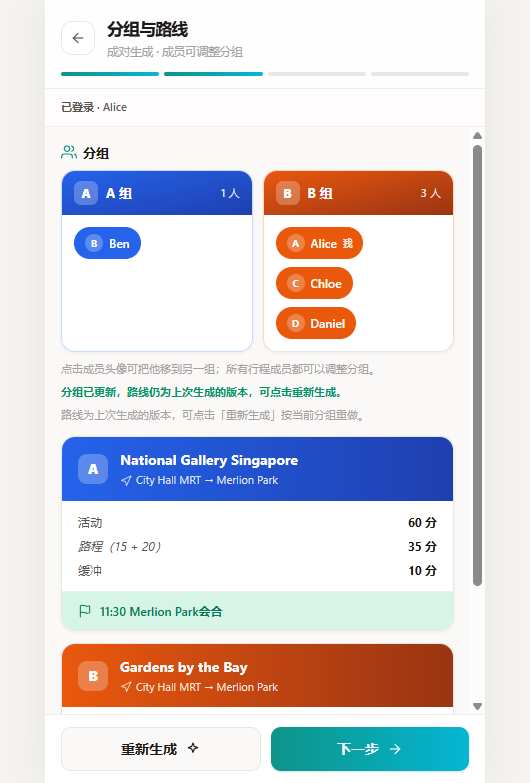 分组与路线
成对生成 · 成员可调整分组
已登录 · Alice
分组
A A 组 1 人
B B 组 3 人
B Ben
A Alice 我
C Chloe
D Daniel
点击成员头像可把他移到另一组；所有行程成员都可以调整分组。
分组已更新，路线仍为上次生成的版本，可点击重新生成。
路线为上次生成的版本，可点击「重新生成」按当前分组重做。
A National Gallery Singapore
City Hall MRT → Merlion Park
活动 60 分
路程（15 + 20） 35 分
缓冲 10 分
11:30 Merlion Park会合
B Gardens by the Bay
City Hall MRT → Merlion Park
重新生成
下一步 →